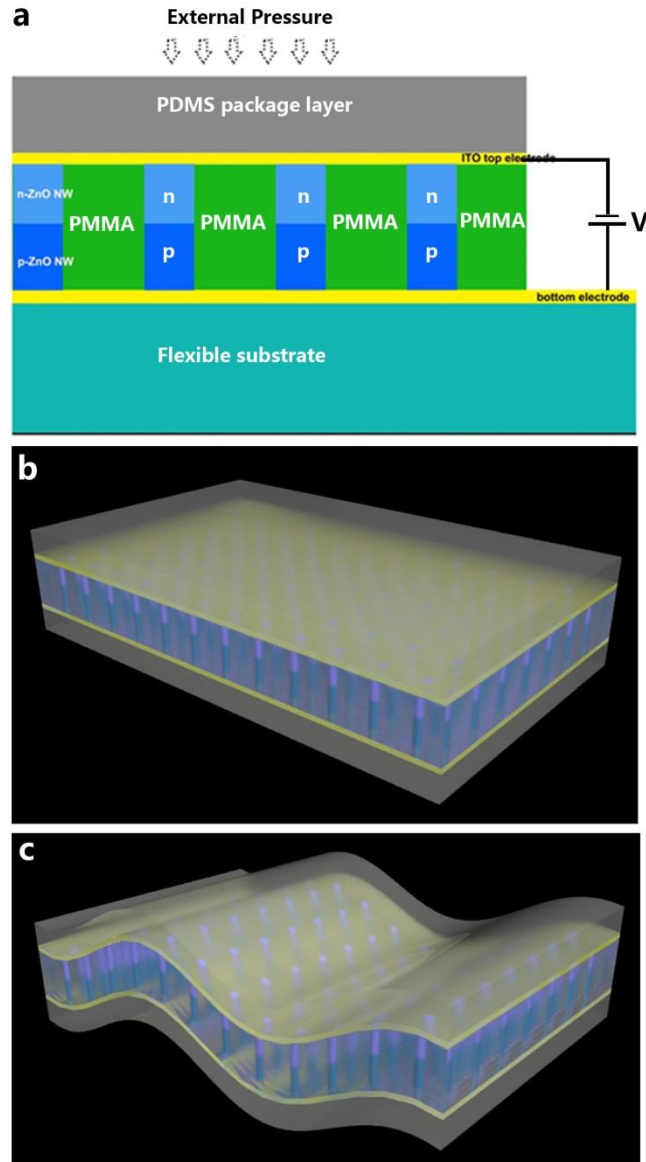 a
External Pressure
PDMS package layer
ITO top electrode
n-ZnO NW
n
n
n
PMMA
PMMA
PMMA
PMMA
V
p-ZnO NW
p
p
p
bottom electrode
Flexible substrate
b
c